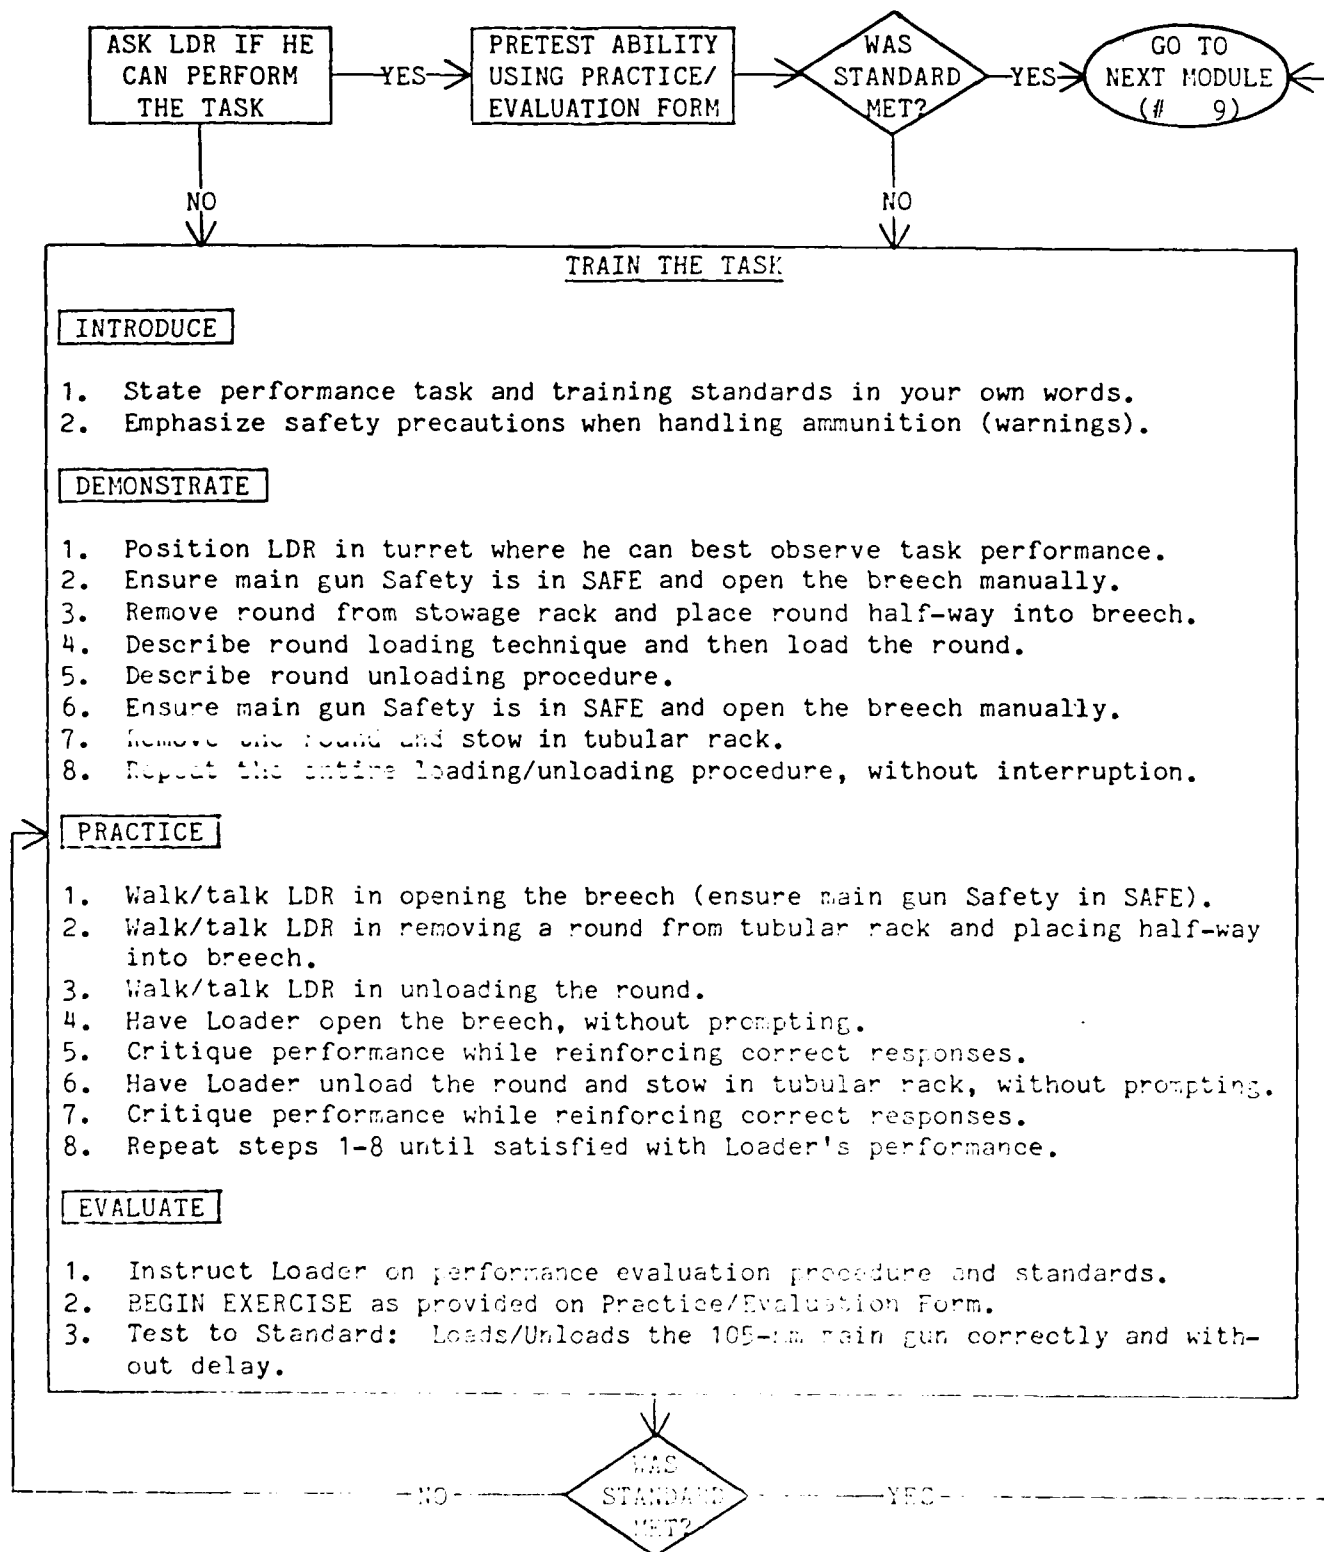 ASK LDR IF HE
CAN PERFORM
THE TASK
YES
PRETEST ABILITY
USING PRACTICE/
EVALUATION FORM
WAS
STANDARD
MET?
YES
GO TO
NEXT MODULE
(# 9)
NO
NO
TRAIN THE TASK
INTRODUCE
1. State performance task and training standards in your own words.
2. Emphasize safety precautions when handling ammunition (warnings).
DEMONSTRATE
1. Position LDR in turret where he can best observe task performance.
2. Ensure main gun Safety is in SAFE and open the breech manually.
3. Remove round from stowage rack and place round half-way into breech.
4. Describe round loading technique and then load the round.
5. Describe round unloading procedure.
6. Ensure main gun Safety is in SAFE and open the breech manually.
7. Remove the round and stow in tubular rack.
8. Repeat the entire loading/unloading procedure, without interruption.
PRACTICE
1. Walk/talk LDR in opening the breech (ensure main gun Safety in SAFE).
2. Walk/talk LDR in removing a round from tubular rack and placing half-way
into breech.
3. Walk/talk LDR in unloading the round.
4. Have Loader open the breech, without prompting.
5. Critique performance while reinforcing correct responses.
6. Have Loader unload the round and stow in tubular rack, without prompting.
7. Critique performance while reinforcing correct responses.
8. Repeat steps 1-8 until satisfied with Loader's performance.
EVALUATE
1. Instruct Loader on performance evaluation procedure and standards.
2. BEGIN EXERCISE as provided on Practice/Evaluation Form.
3. Test to Standard: Loads/Unloads the 105-mm main gun correctly and with-
out delay.
NO
WAS
STANDARD
MET?
YES